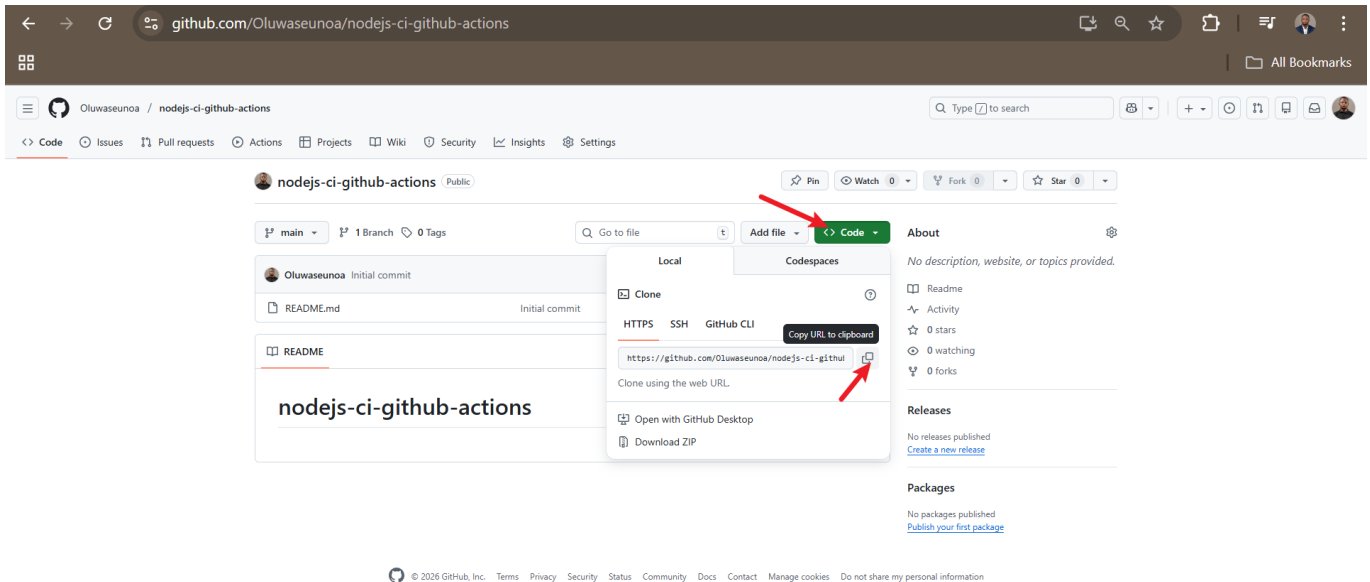 github.com/Oluwaseunoa/nodejs-ci-github-actions
All Bookmarks
Oluwaseunoa / nodejs-ci-github-actions
Type / to search
Code Issues Pull requests Actions Projects Wiki Security Insights Settings
nodejs-ci-github-actions Public
Pin Watch 0 Fork 0 Star 0
main 1 Branch 0 Tags Go to file t Add file Code
About
No description, website, or topics provided.
Readme
Activity
0 stars
0 watching
0 forks
Releases
No releases published
Create a new release
Packages
No packages published
Publish your first package
Oluwaseunoa Initial commit
README.md Initial commit
README
nodejs-ci-github-actions
Local Codespaces
Clone
HTTPS SSH GitHub CLI
Copy URL to clipboard
https://github.com/Oluwaseunoa/nodejs-ci-githul
Clone using the web URL.
Open with GitHub Desktop
Download ZIP
© 2026 GitHub, Inc. Terms Privacy Security Status Community Docs Contact Manage cookies Do not share my personal information